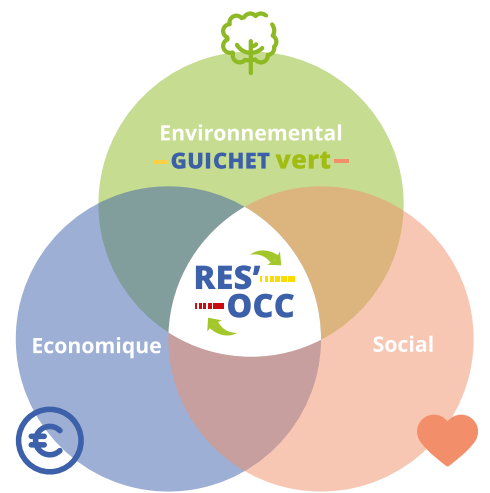 Environnemental
GUICHET vert
RES'
OCC
Economique
Social
€